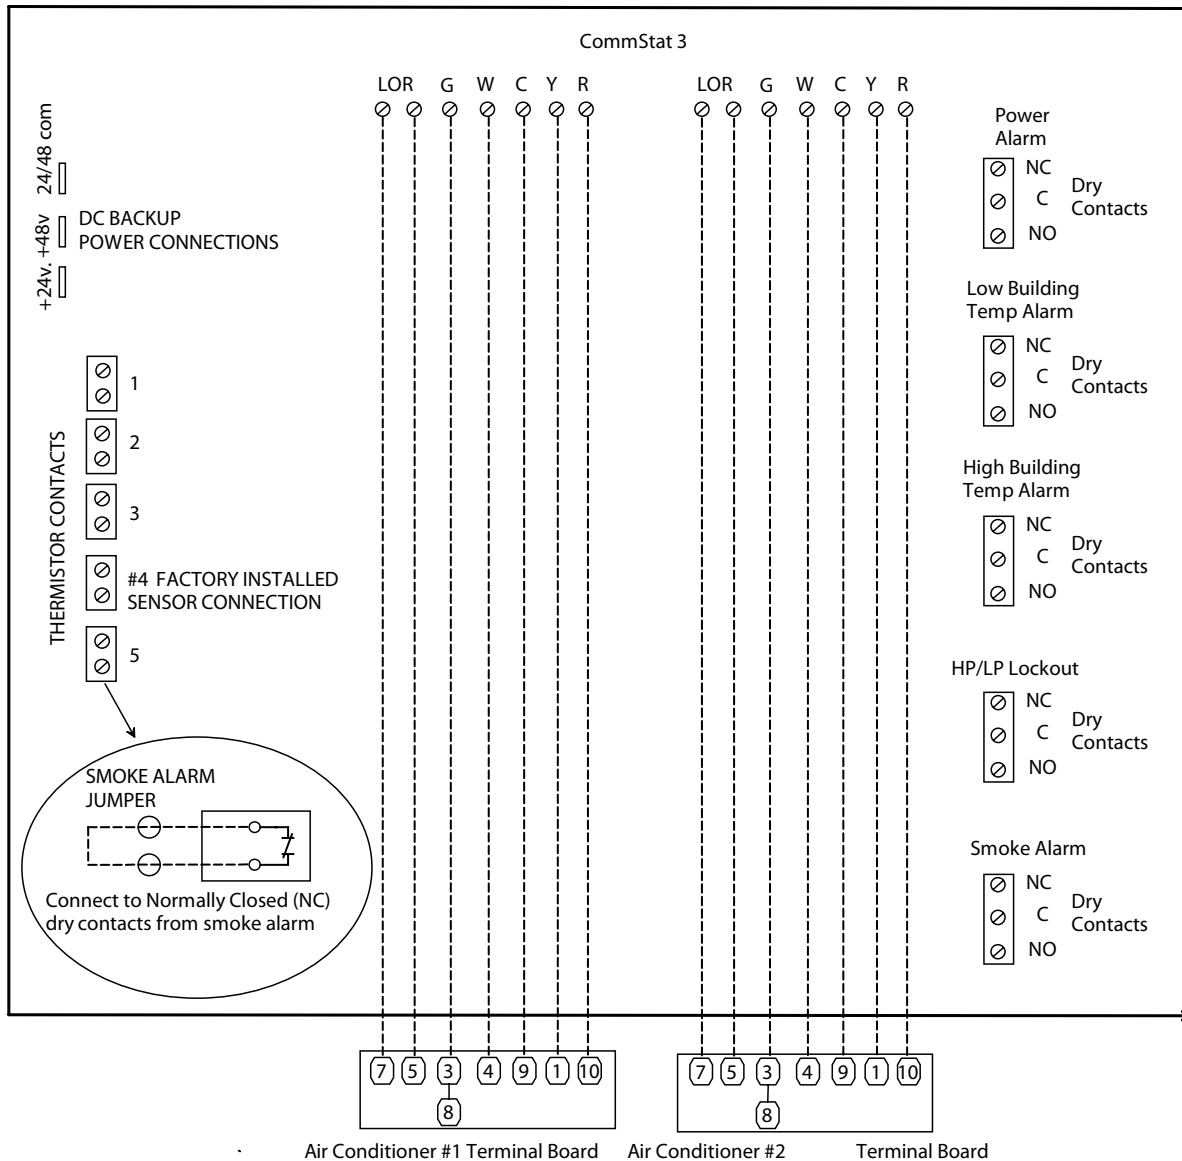 CommStat 3
LOR G W C Y R
LOR G W C Y R
24/48 com
+48v
+24v.
DC BACKUP
POWER CONNECTIONS
THERMISTOR CONTACTS
1
2
3
#4 FACTORY INSTALLED
SENSOR CONNECTION
5
SMOKE ALARM
JUMPER
Connect to Normally Closed (NC)
dry contacts from smoke alarm
Power
Alarm
NC
C
NO
Dry
Contacts
Low Building
Temp Alarm
NC
C
NO
Dry
Contacts
High Building
Temp Alarm
NC
C
NO
Dry
Contacts
HP/LP Lockout
NC
C
NO
Dry
Contacts
Smoke Alarm
NC
C
NO
Dry
Contacts
7 5 3 4 9 1 10
8
Air Conditioner #1 Terminal Board
7 5 3 4 9 1 10
8
Air Conditioner #2 Terminal Board